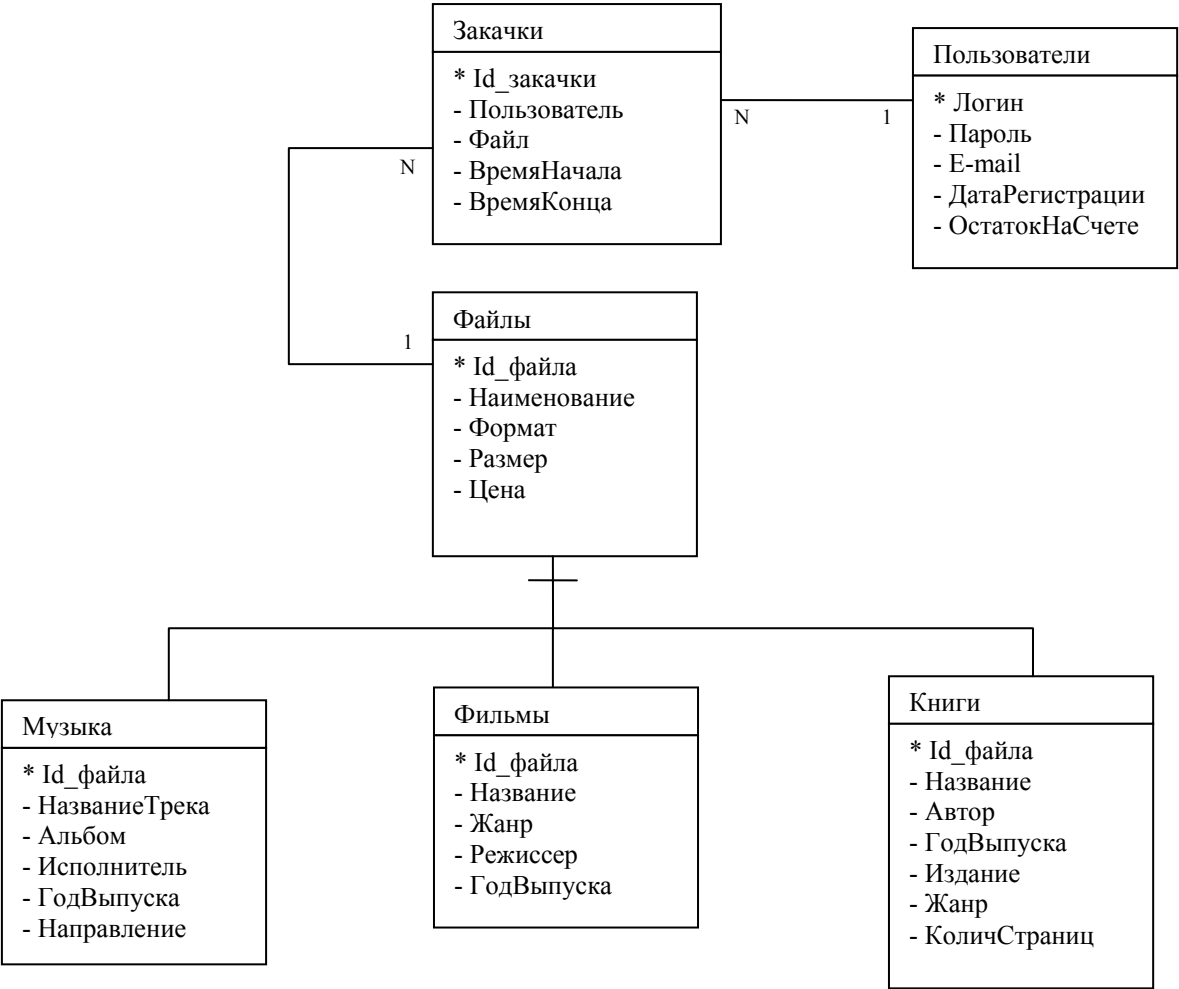 Закачки
* Id_закачки
- Пользователь
- Файл
- ВремяНачала
- ВремяКонца
Пользователи
* Логин
- Пароль
- E-mail
- ДатаРегистрации
- ОстатокНаСчете
N
1
N
1
Файлы
* Id_файла
- Наименование
- Формат
- Размер
- Цена
Музыка
* Id_файла
- НазваниеТрека
- Альбом
- Исполнитель
- ГодВыпуска
- Направление
Фильмы
* Id_файла
- Название
- Жанр
- Режиссер
- ГодВыпуска
Книги
* Id_файла
- Название
- Автор
- ГодВыпуска
- Издание
- Жанр
- КоличСтраниц